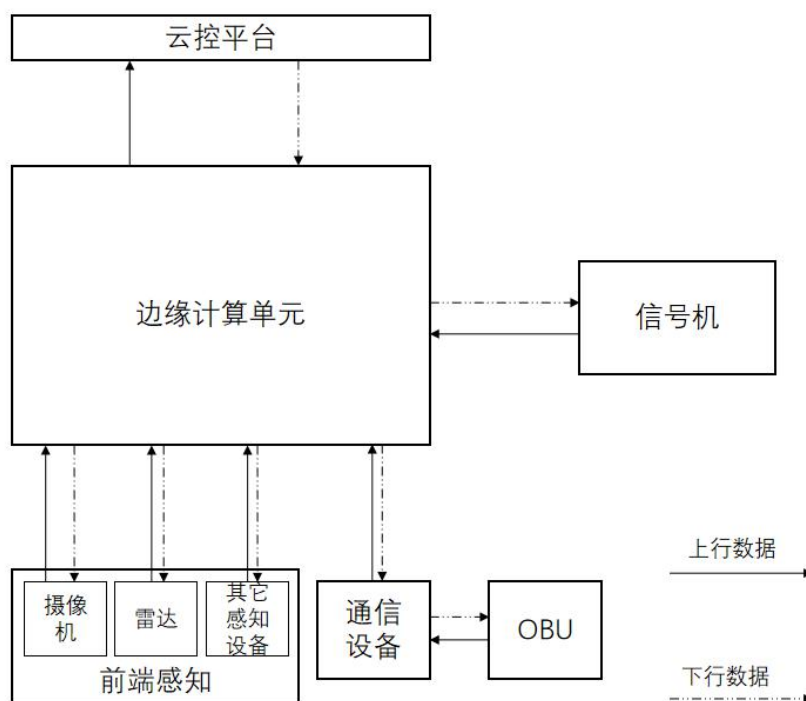 云控平台
边缘计算单元
信号机
摄像
机
雷达
其它
感知
设备
前端感知
通信
设备
OBU
上行数据
下行数据